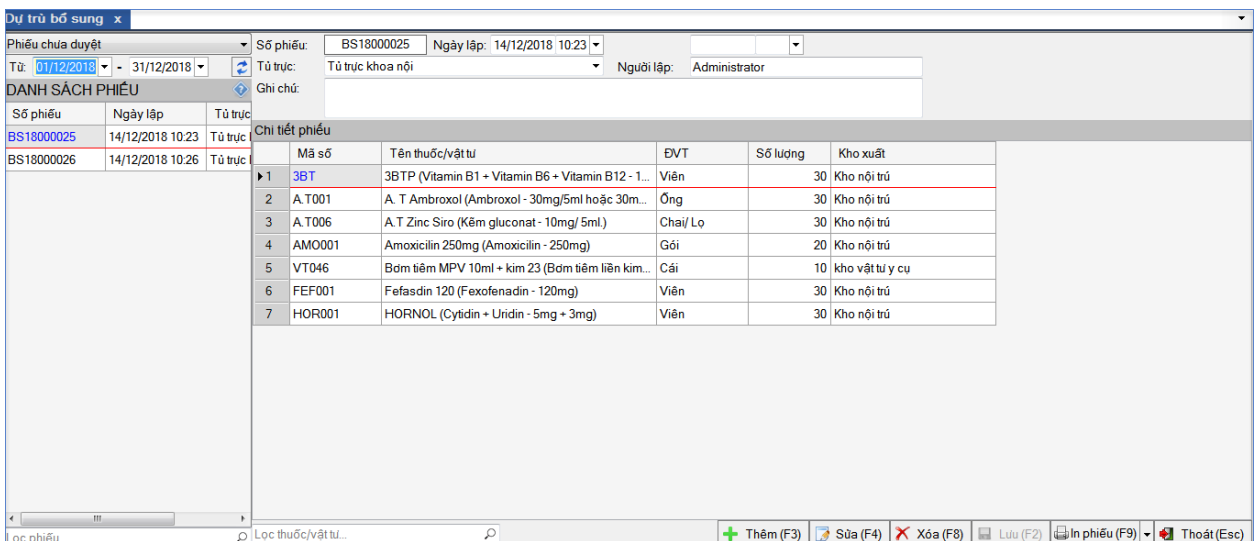 Dự trù bổ sung x
Phiếu chưa duyệt
Từ: 01/12/2018 - 31/12/2018
DANH SÁCH PHIẾU
Số phiếu Ngày lập Tủ trực
BS18000025 14/12/2018 10:23 Tủ trực
BS18000026 14/12/2018 10:26 Tủ trực
Lọc phiếu
Số phiếu: BS18000025 Ngày lập: 14/12/2018 10:23
Tủ trực: Tủ trực khoa nội Người lập: Administrator
Ghi chú:
Chi tiết phiếu
Mã số Tên thuốc/vật tư ĐVT Số lượng Kho xuất
1 3BT 3BTP (Vitamin B1 + Vitamin B6 + Vitamin B12 - 1... Viên 30 Kho nội trú
2 A.T001 A. T Ambroxol (Ambroxol - 30mg/5ml hoặc 30m... Ống 30 Kho nội trú
3 A.T006 A.T Zinc Siro (Kẽm gluconat - 10mg/ 5ml.) Chai/ Lọ 30 Kho nội trú
4 AMO001 Amoxicilin 250mg (Amoxicilin - 250mg) Gói 20 Kho nội trú
5 VT046 Bơm tiêm MPV 10ml + kim 23 (Bơm tiêm liền kim... Cái 10 kho vật tư y cụ
6 FEF001 Fefasdin 120 (Fexofenadin - 120mg) Viên 30 Kho nội trú
7 HOR001 HORNOL (Cytidin + Uridin - 5mg + 3mg) Viên 30 Kho nội trú
Lọc thuốc/vật tư... Thêm (F3) Sửa (F4) Xóa (F8) Lưu (F2) In phiếu (F9) Thoát (Esc)